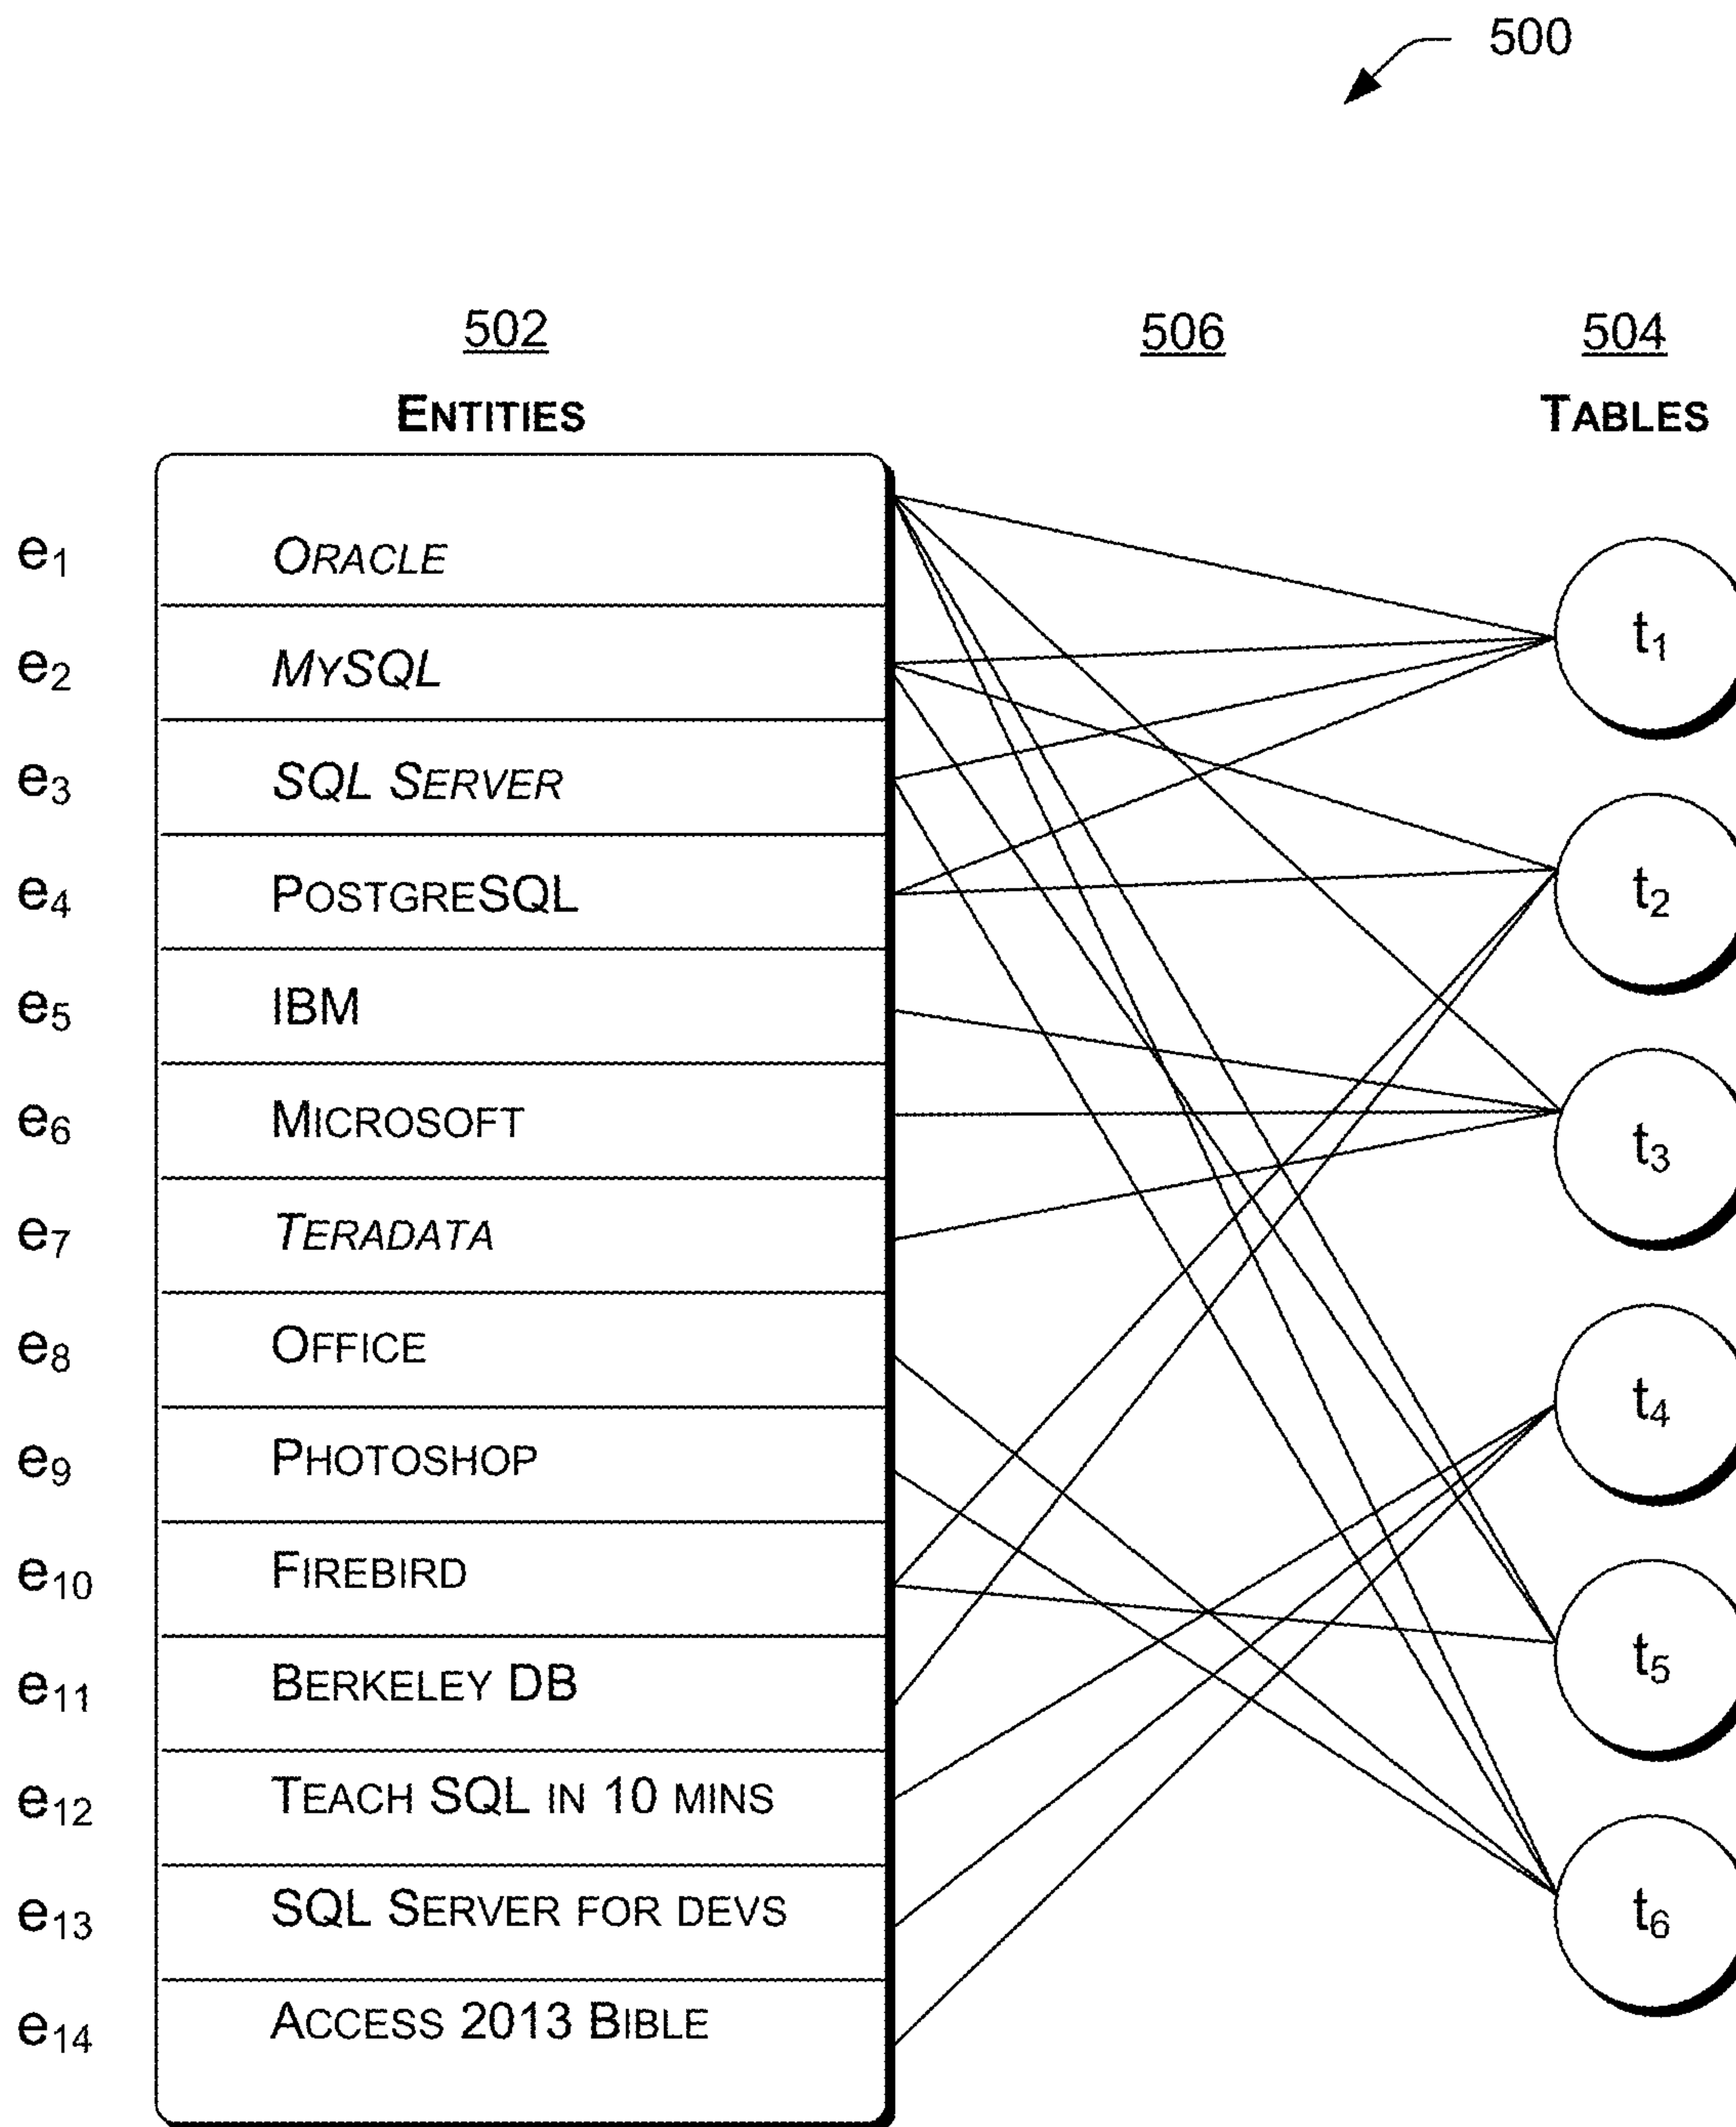 500
502 506 504
ENTITIES TABLES
e1 ORACLE
t1
e2 MYSQL
e3 SQL SERVER
e4 POSTGRESQL t2
e5 IBM
e6 MICROSOFT t3
e7 TERADATA
e8 OFFICE
t4
e9 PHOTOSHOP
e10 FIREBIRD
e11 BERKELEY DB t5
e12 TEACH SQL IN 10 MINS
e13 SQL SERVER FOR DEVS t6
e14 ACCESS 2013 BIBLE